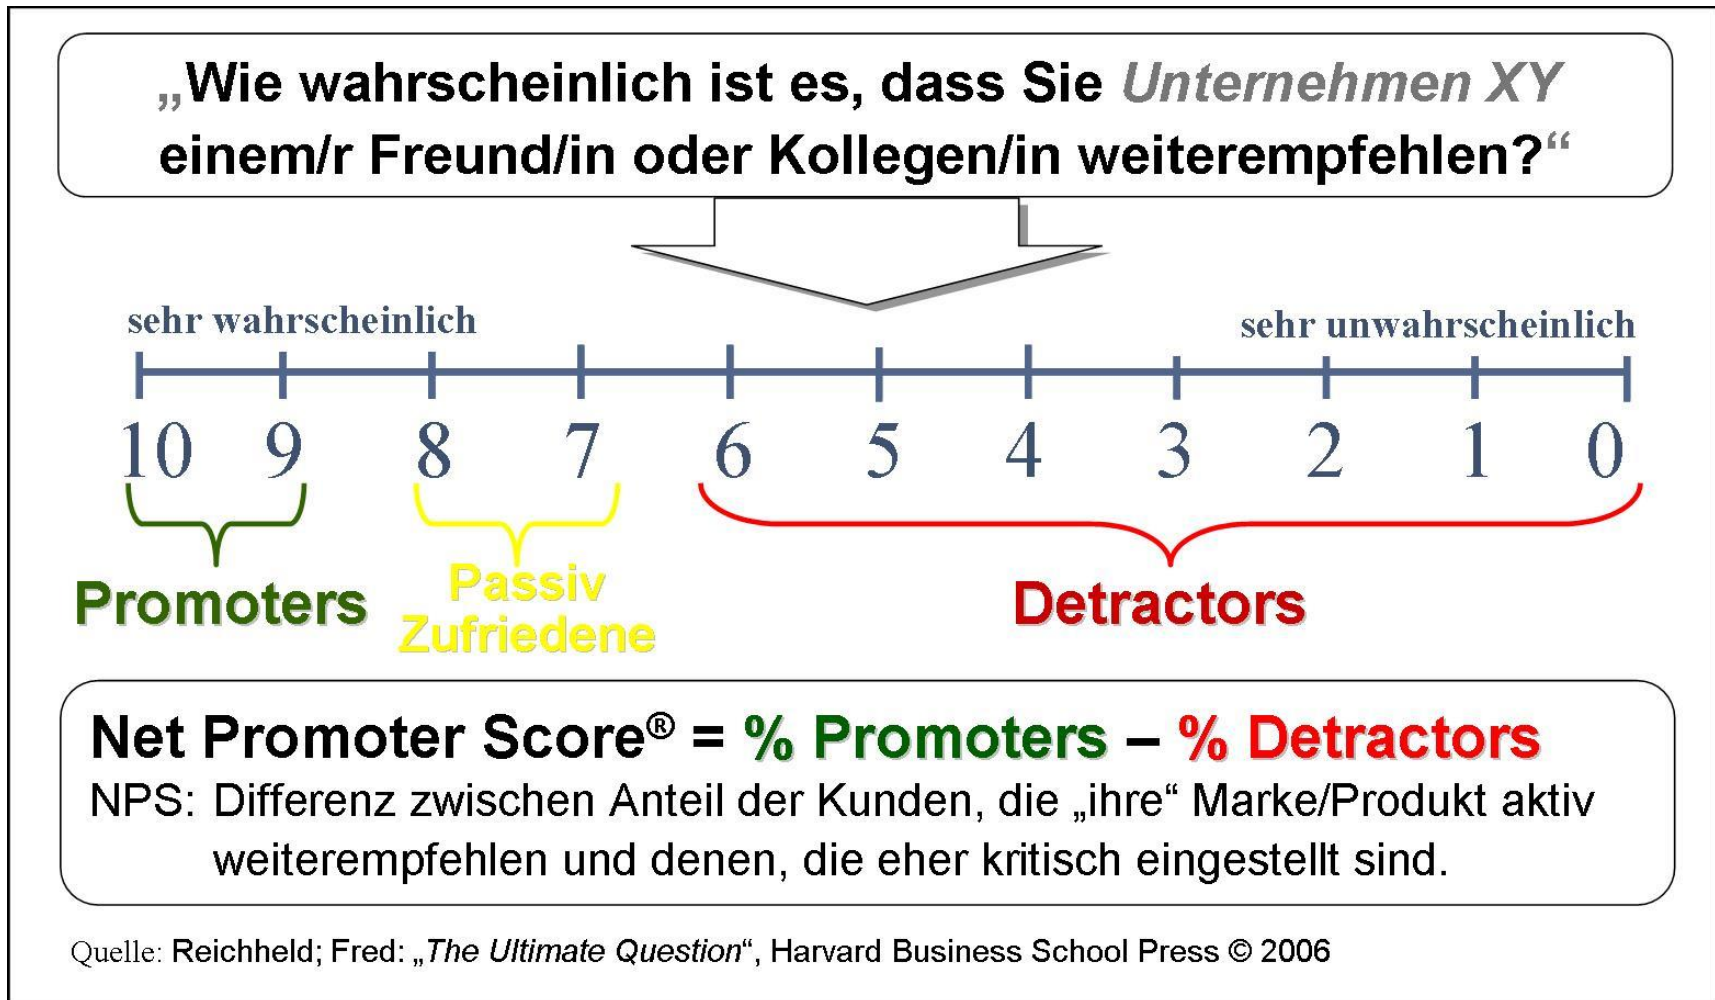 „Wie wahrscheinlich ist es, dass Sie Unternehmen XY
einem/r Freund/in oder Kollegen/in weiterempfehlen?“
sehr wahrscheinlich
sehr unwahrscheinlich
10 9 8 7 6 5 4 3 2 1 0
Promoters
Passiv
Zufriedene
Detractors
Net Promoter Score® = % Promoters – % Detractors
NPS: Differenz zwischen Anteil der Kunden, die „ihre“ Marke/Produkt aktiv
weiterempfehlen und denen, die eher kritisch eingestellt sind.
Quelle: Reichheld; Fred: „The Ultimate Question“, Harvard Business School Press © 2006